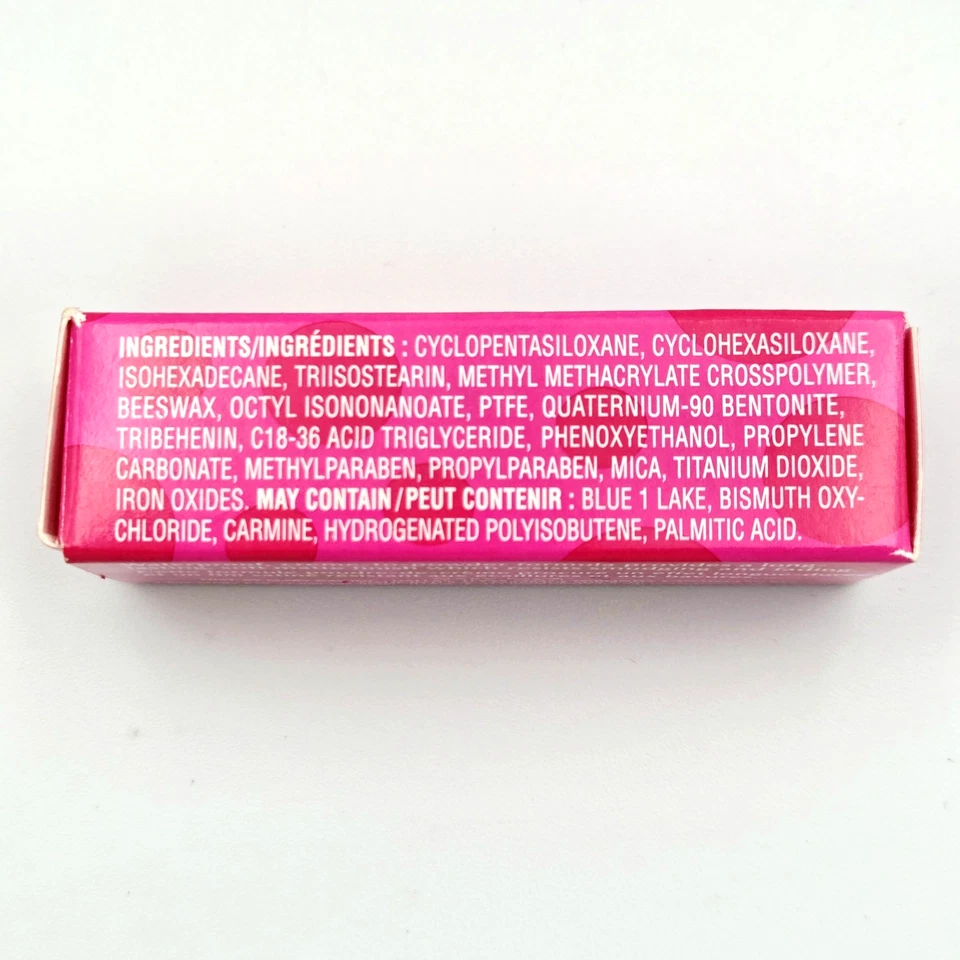 INGREDIENTS/INGRÉDIENTS : CYCLOPENTASILOXANE, CYCLOHEXASILOXANE,
ISOHEXADECANE, TRIISOSTEARIN, METHYL METHACRYLATE CROSSPOLYMER,
BEESWAX, OCTYL ISONONANOATE, PTFE, QUATERNIUM-90 BENTONITE,
TRIBEHENIN, C18-36 ACID TRIGLYCERIDE, PHENOXYETHANOL, PROPYLENE
CARBONATE, METHYLPARABEN, PROPYLPARABEN, MICA, TITANIUM DIOXIDE,
IRON OXIDES. MAY CONTAIN/PEUT CONTENIR : BLUE 1 LAKE, BISMUTH OXY-
CHLORIDE, CARMINE, HYDROGENATED POLYISOBUTENE, PALMITIC ACID.